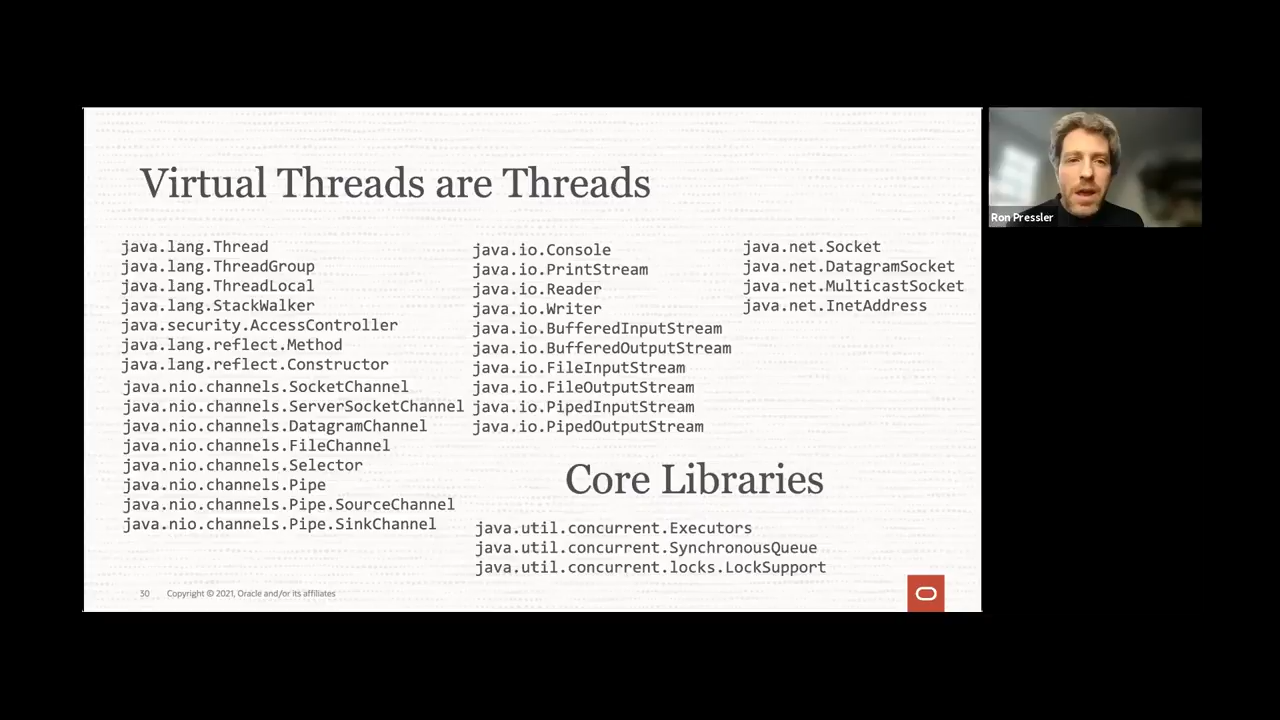 Virtual Threads are Threads
java.lang.Thread
java.lang.ThreadGroup
java.lang.ThreadLocal
java.lang.StackWalker
java.security.AccessController
java.lang.reflect.Method
java.lang.reflect.Constructor
java.nio.channels.SocketChannel
java.nio.channels.ServerSocketChannel
java.nio.channels.DatagramChannel
java.nio.channels.FileChannel
java.nio.channels.Selector
java.nio.channels.Pipe
java.nio.channels.Pipe.SourceChannel
java.nio.channels.Pipe.SinkChannel
java.io.Console
java.io.PrintStream
java.io.Reader
java.io.Writer
java.io.BufferedInputStream
java.io.BufferedOutputStream
java.io.FileInputStream
java.io.FileOutputStream
java.io.PipedInputStream
java.io.PipedOutputStream
java.net.Socket
java.net.DatagramSocket
java.net.MulticastSocket
java.net.InetAddress
Core Libraries
java.util.concurrent.Executors
java.util.concurrent.SynchronousQueue
java.util.concurrent.locks.LockSupport
30 Copyright © 2021, Oracle and/or its affiliates
Ron Pressler